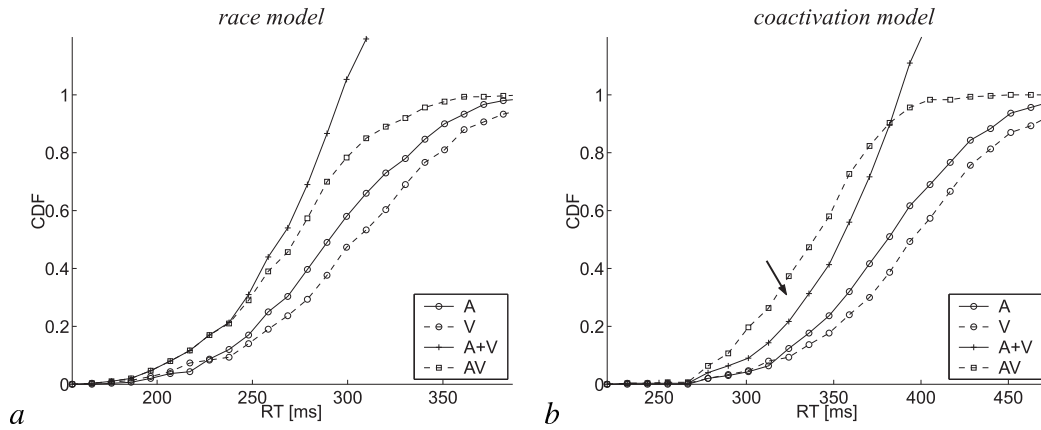 race model
CDF
1
0.8
0.6
0.4
0.2
0
200
250
300
350
RT [ms]
A
V
A+V
AV
a
coactivation model
CDF
1
0.8
0.6
0.4
0.2
0
250
300
350
400
450
RT [ms]
A
V
A+V
AV
b